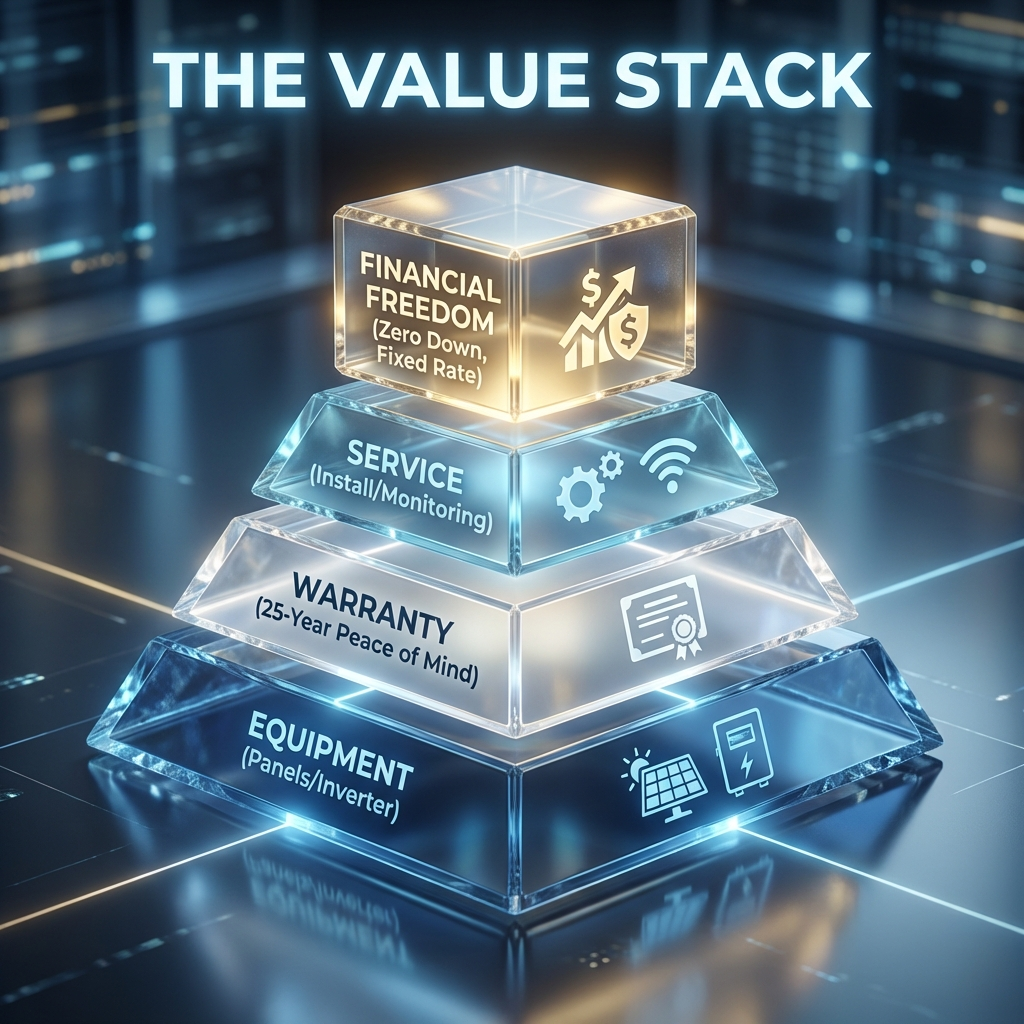 THE VALUE STACK
FINANCIAL
FREEDOM
(Zero Down,
Fixed Rate)
$
$
SERVICE
(Install/Monitoring)
WARRANTY
(25-Year Peace of Mind)
EQUIPMENT
(Panels/Inverter)